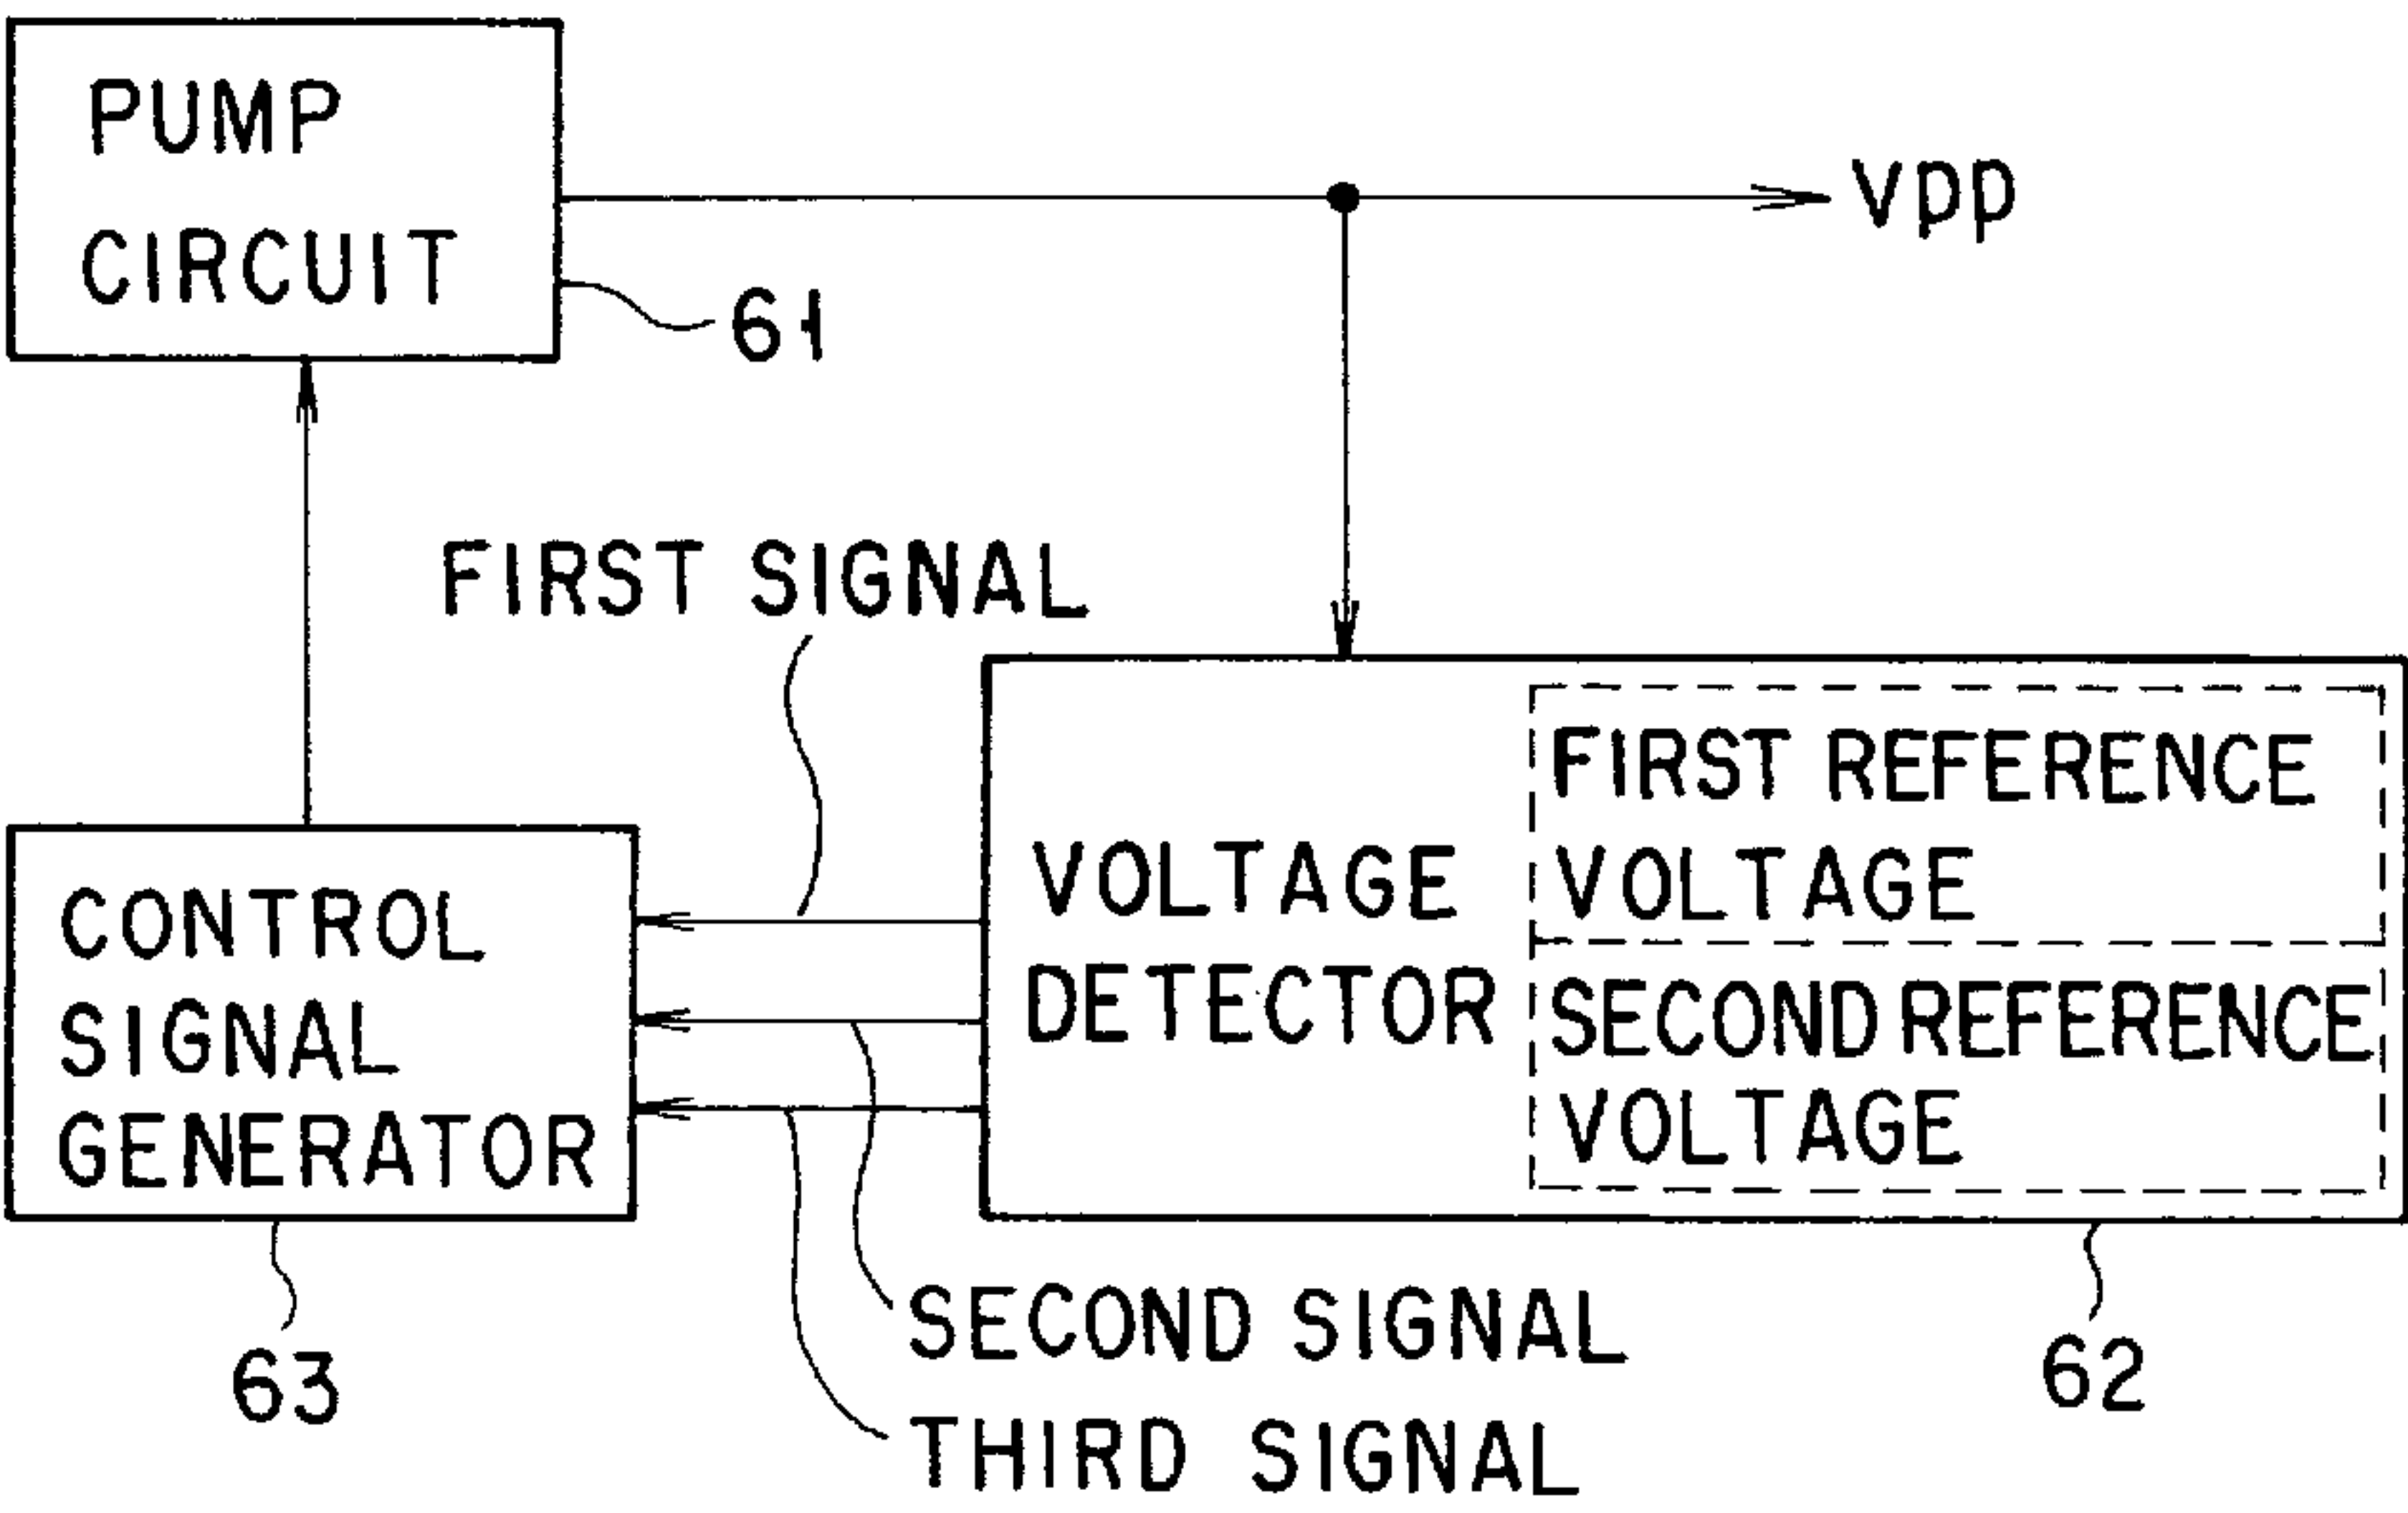 PUMP
CIRCUIT
Vpp
61
FIRST SIGNAL
FIRST REFERENCE
VOLTAGE
SECOND REFERENCE
VOLTAGE
VOLTAGE
DETECTOR
CONTROL
SIGNAL
GENERATOR
SECOND SIGNAL
THIRD SIGNAL
63
62